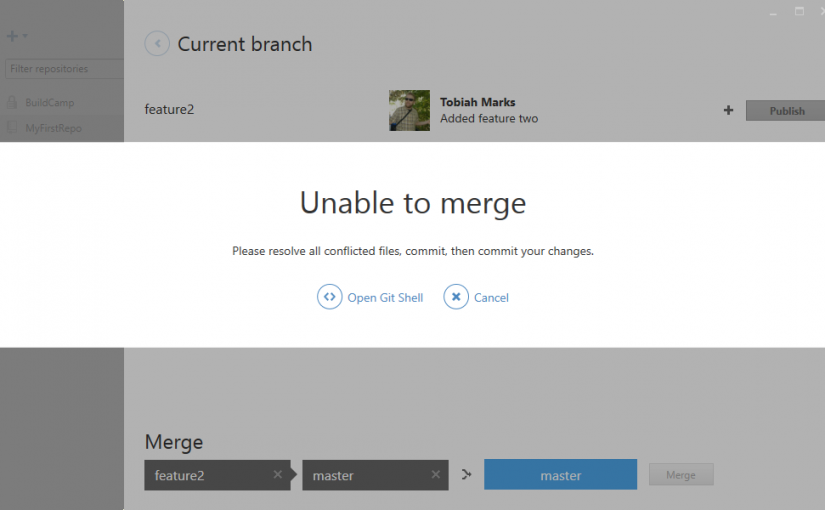 Current branch
Filter repositories
BuildCamp
MyFirstRepo
feature2
Tobiah Marks
Added feature two
Publish
Unable to merge
Please resolve all conflicted files, commit, then commit your changes.
Open Git Shell
Cancel
Merge
feature2
master
master
Merge